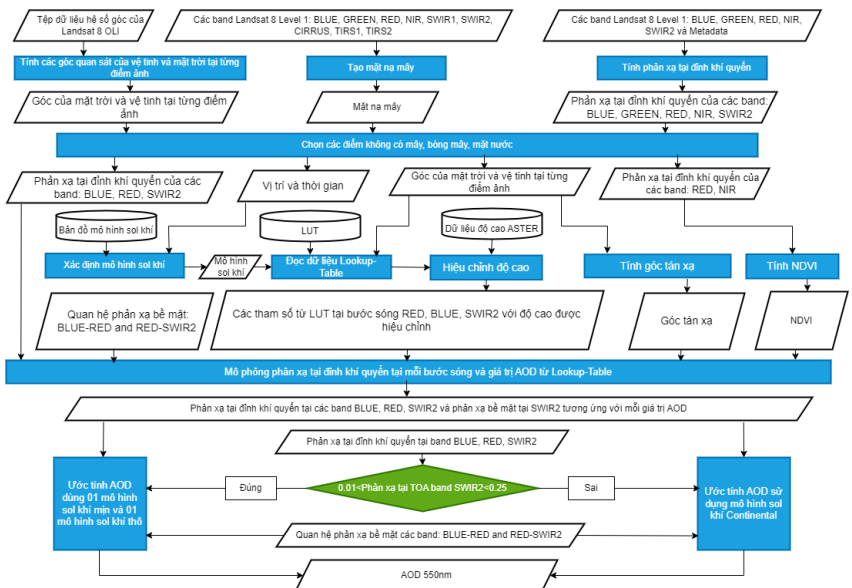 Tệp dữ liệu hệ số góc của
Landsat 8 OLI
Các band Landsat 8 Level 1: BLUE, GREEN, RED, NIR, SWIR1, SWIR2,
CIRRUS, TIRS1, TIRS2
Các band Landsat 8 Level 1: BLUE, GREEN, RED, NIR,
SWIR2 và Metadata
Tính các góc quan sát của vệ tinh và mặt trời tại từng
điểm ảnh
Tạo mặt nạ mây
Tính phản xạ tại đỉnh khí quyển
Góc của mặt trời và vệ tinh tại từng điểm
ảnh
Mặt nạ mây
Phản xạ tại đỉnh khí quyển của các band:
BLUE, GREEN, RED, NIR, SWIR2
Chọn các điểm không có mây, bóng mây, mặt nước
Phản xạ tại đỉnh khí quyển của các
band: BLUE, RED, SWIR2
Vị trí và thời gian
Góc của mặt trời và vệ tinh tại từng
điểm ảnh
Phản xạ tại đỉnh khí quyển của
các band: RED, NIR
Bản đồ mô hình sol khí
LUT
Dữ liệu độ cao ASTER
Xác định mô hình sol khí
Mô hình
sol khí
Đọc dữ liệu Lookup-
Table
Hiệu chỉnh độ cao
Tính góc tán xạ
Tính NDVI
Quan hệ phản xạ bề mặt:
BLUE-RED and RED-SWIR2
Các tham số từ LUT tại bước sóng RED, BLUE, SWIR2 với độ cao được
hiệu chỉnh
Góc tán xạ
NDVI
Mô phỏng phản xạ tại đỉnh khí quyển tại mỗi bước sóng và giá trị AOD từ Lookup-Table
Phản xạ tại đỉnh khí quyển tại các band BLUE, RED, SWIR2 và phản xạ bề mặt tại SWIR2 tương ứng với mỗi giá trị AOD
Phản xạ tại đỉnh khí quyển tại band BLUE, RED, SWIR2
Ước tính AOD
dùng 01 mô hình
sol khí mịn và 01
mô hình sol khí thô
Đúng
0.01<Phản xạ tại TOA band SWIR2<0.25
Sai
Ước tính AOD sử
dụng mô hình sol
khí Continental
Quan hệ phản xạ bề mặt các band: BLUE-RED and RED-SWIR2
AOD 550nm